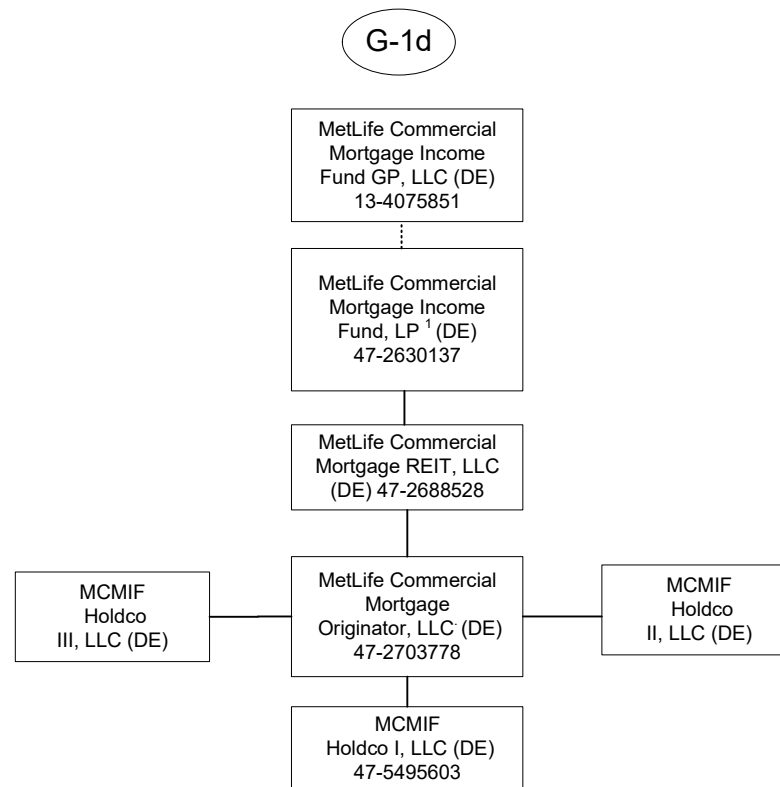 G-1d
MetLife Commercial
Mortgage Income
Fund GP, LLC (DE)
13-4075851
MetLife Commercial
Mortgage Income
Fund, LP ¹ (DE)
47-2630137
MetLife Commercial
Mortgage REIT, LLC
(DE) 47-2688528
MCMIF
Holdco
III, LLC (DE)
MetLife Commercial
Mortgage
Originator, LLC. (DE)
47-2703778
MCMIF
Holdco
II, LLC (DE)
MCMIF
Holdco I, LLC (DE)
47-5495603